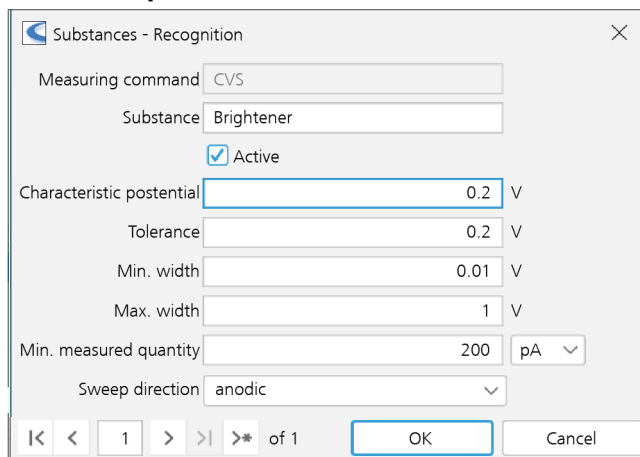 Substances - Recognition
Measuring command CVS
Substance Brightener
Active
Characteristic postential 0.2 V
Tolerance 0.2 V
Min. width 0.01 V
Max. width 1 V
Min. measured quantity 200 pA
Sweep direction anodic
1 of 1 OK Cancel